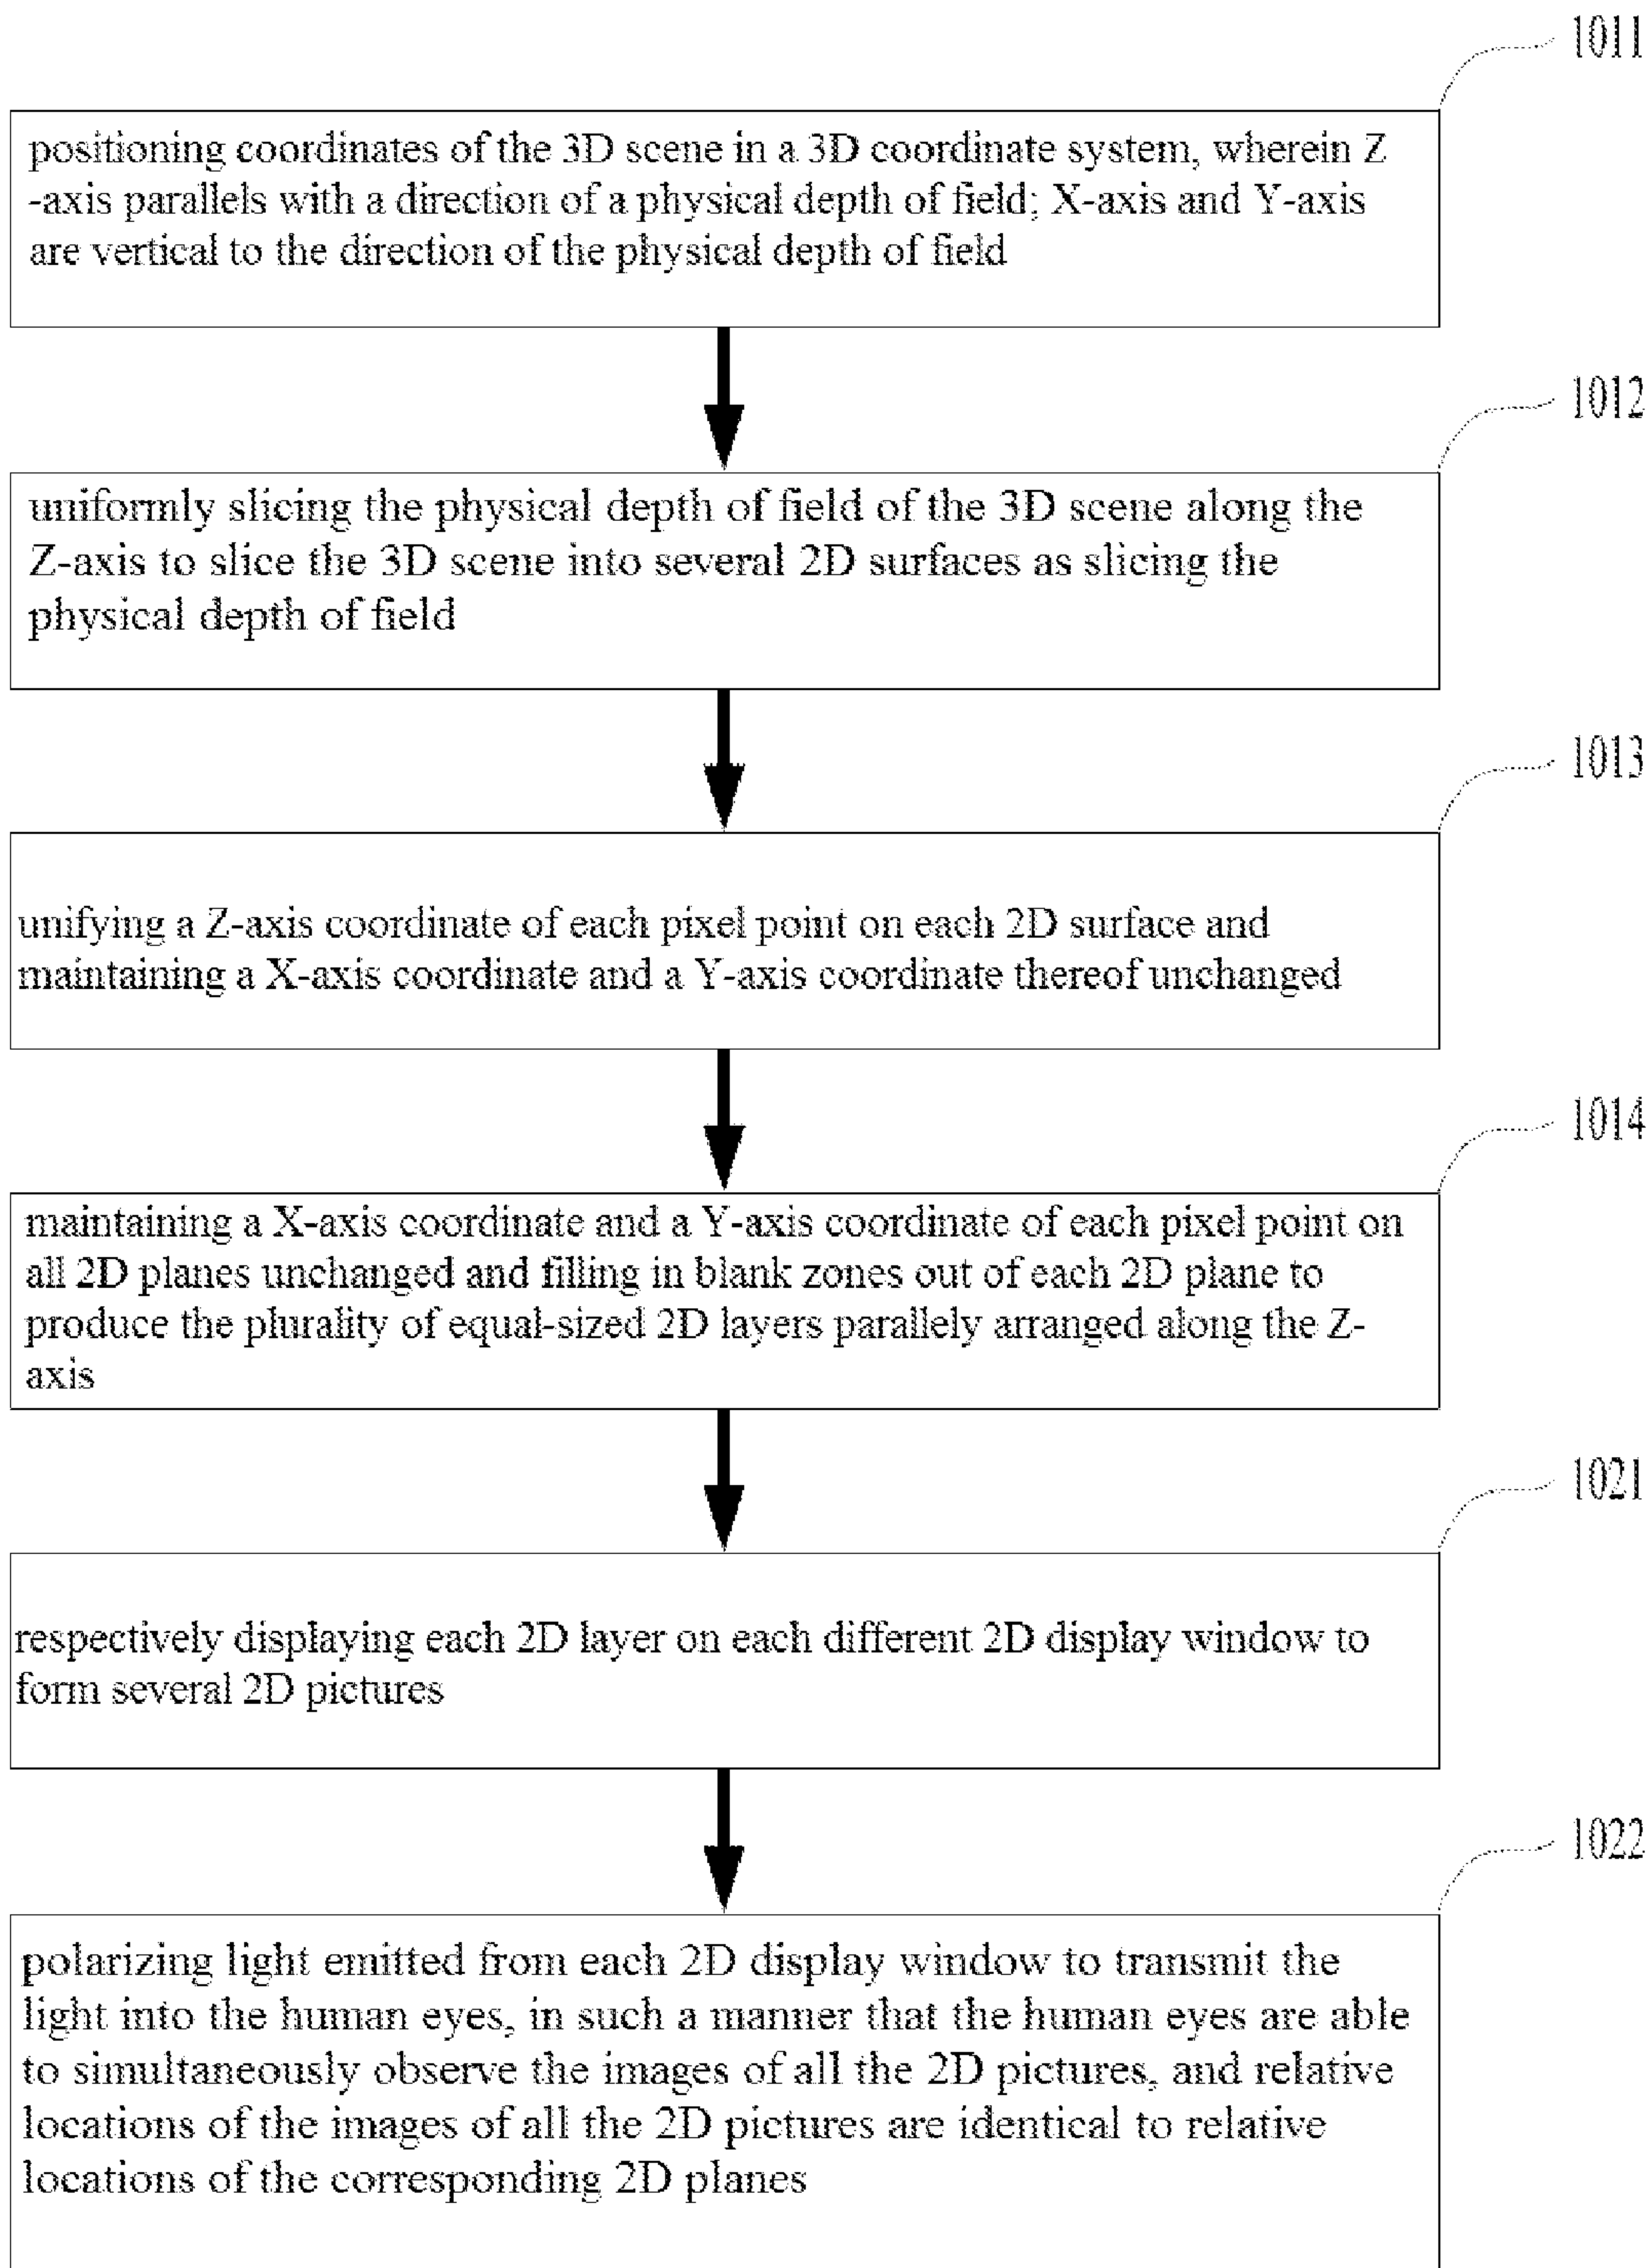 1011
positioning coordinates of the 3D scene in a 3D coordinate system, wherein Z
-axis parallels with a direction of a physical depth of field; X-axis and Y-axis
are vertical to the direction of the physical depth of field
1012
uniformly slicing the physical depth of field of the 3D scene along the
Z-axis to slice the 3D scene into several 2D surfaces as slicing the
physical depth of field
1013
unifying a Z-axis coordinate of each pixel point on each 2D surface and
maintaining a X-axis coordinate and a Y-axis coordinate thereof unchanged
1014
maintaining a X-axis coordinate and a Y-axis coordinate of each pixel point on
all 2D planes unchanged and filling in blank zones out of each 2D plane to
produce the plurality of equal-sized 2D layers parallely arranged along the Z-
axis
1021
respectively displaying each 2D layer on each different 2D display window to
form several 2D pictures
1022
polarizing light emitted from each 2D display window to transmit the
light into the human eyes, in such a manner that the human eyes are able
to simultaneously observe the images of all the 2D pictures, and relative
locations of the images of all the 2D pictures are identical to relative
locations of the corresponding 2D planes